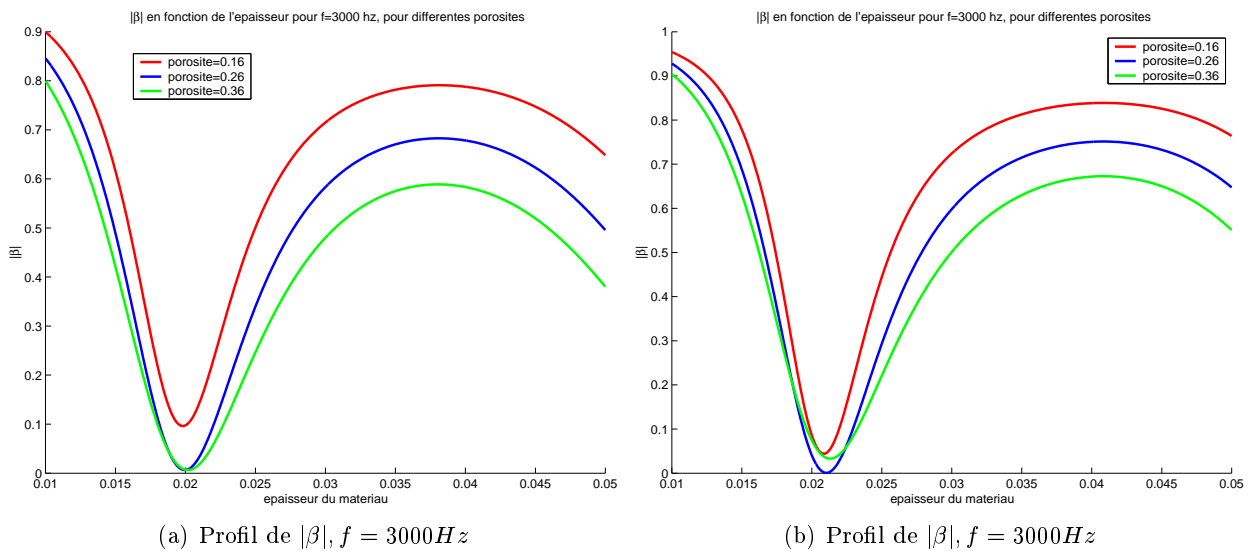 |β| en fonction de l'epaisseur pour f=3000 hz, pour differentes porosites
porosite=0.16
porosite=0.26
porosite=0.36
0.9
0.8
0.7
0.6
0.5
0.4
0.3
0.2
0.1
0
|β|
0.01 0.015 0.02 0.025 0.03 0.035 0.04 0.045 0.05
epaisseur du materiau
(a) Profil de |β|, f = 3000Hz
|β| en fonction de l'epaisseur pour f=3000 hz, pour differentes porosites
porosite=0.16
porosite=0.26
porosite=0.36
1
0.9
0.8
0.7
0.6
0.5
0.4
0.3
0.2
0.1
0
|β|
0.01 0.015 0.02 0.025 0.03 0.035 0.04 0.045 0.05
epaisseur du materiau
(b) Profil de |β|, f = 3000Hz